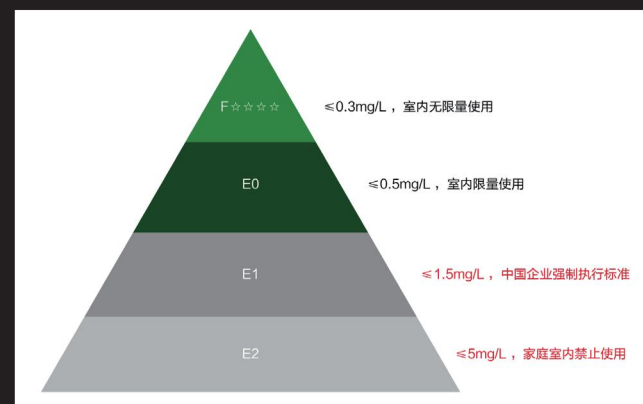 F☆☆☆☆ ≤0.3mg/L ，室内无限量使用
E0 ≤0.5mg/L ，室内限量使用
E1 ≤1.5mg/L ，中国企业强制执行标准
E2 ≤5mg/L ，家庭室内禁止使用